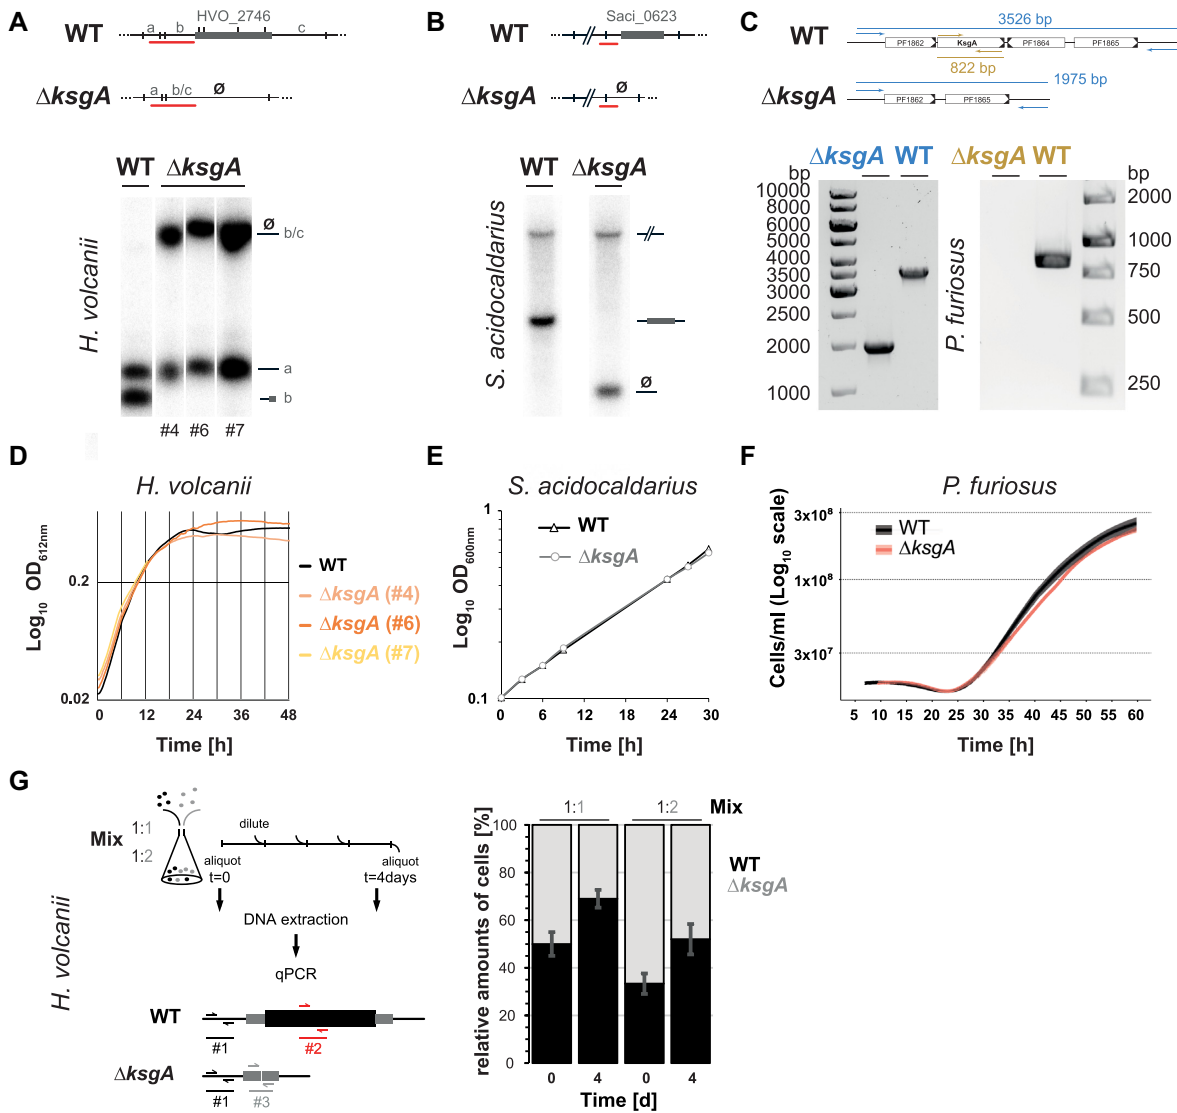 A
HVO_2746
WT
a
b
c
ΔksgA
a
b/c
Ø
WT
ΔksgA
H. volcanii
Ø
b/c
a
b
#4
#6
#7
B
Saci_0623
WT
ΔksgA
Ø
WT
ΔksgA
S. acidocaldarius
Ø
C
3526 bp
WT
PF1862
KsgA
PF1864
PF1865
822 bp
1975 bp
ΔksgA
PF1862
PF1865
ΔksgA
WT
bp
10000
8000
6000
5000
4000
3500
3000
2500
2000
1000
P. furiosus
ΔksgA
WT
bp
2000
1000
750
500
250
D
H. volcanii
Log10 OD612nm
0.2
0.02
0
12
24
36
48
Time [h]
WT
ΔksgA (#4)
ΔksgA (#6)
ΔksgA (#7)
E
S. acidocaldarius
Log10 OD600nm
1
0.1
WT
ΔksgA
0
6
12
18
24
30
Time [h]
F
P. furiosus
Cells/ml (Log10 scale)
3x10⁸
1x10⁸
3x10⁷
WT
ΔksgA
5
10
15
20
25
30
35
40
45
50
55
60
Time [h]
G
H. volcanii
Mix
1:1
1:2
dilute
aliquot
t=0
aliquot
t=4days
DNA extraction
qPCR
WT
#1
#2
ΔksgA
#1
#3
1:1
1:2
Mix
relative amounts of cells [%]
100
80
60
40
20
0
WT
ΔksgA
0
4
0
4
Time [d]